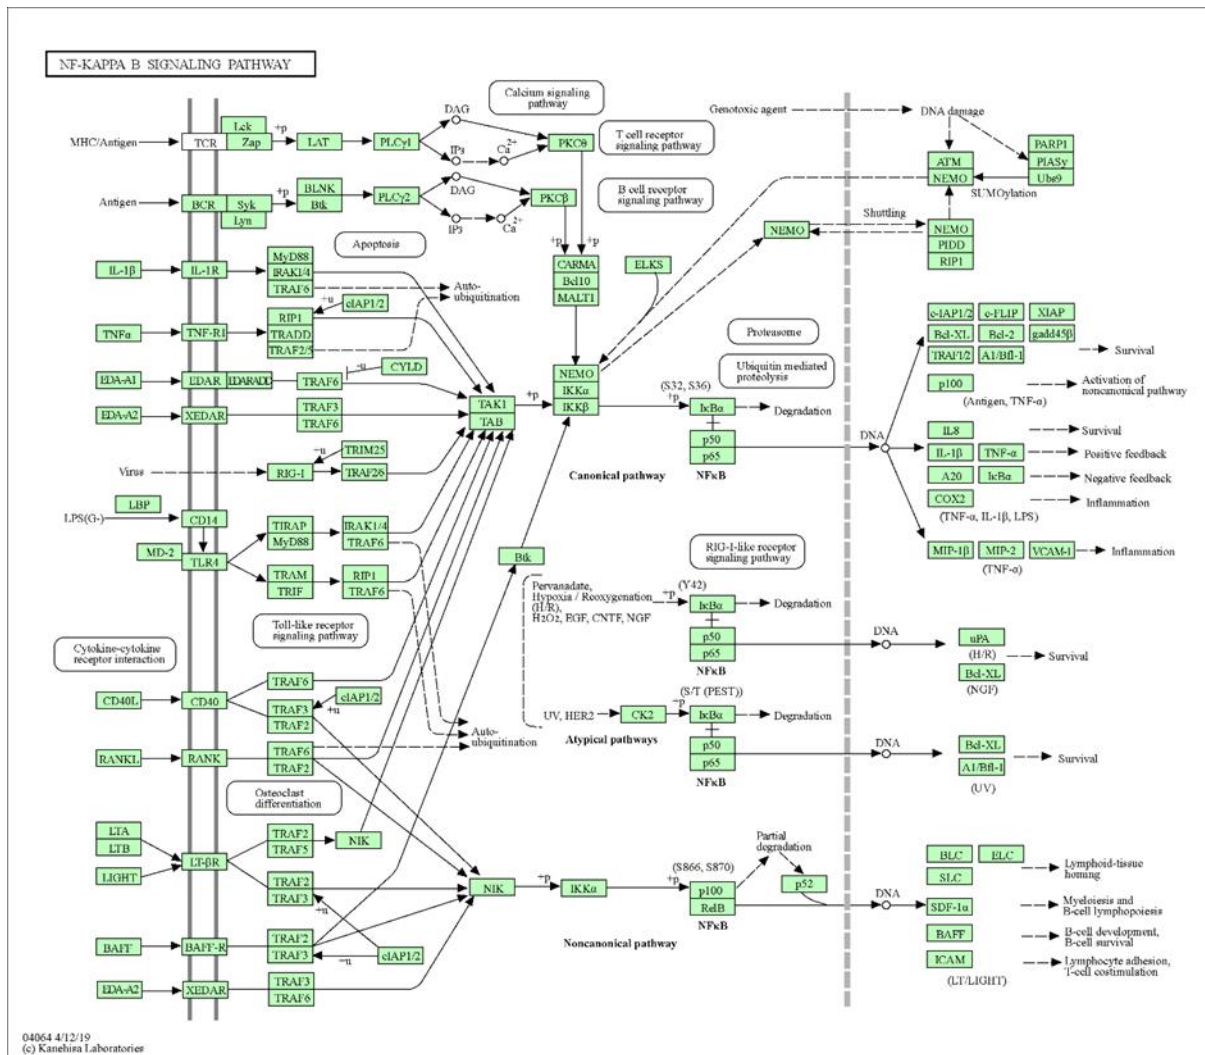 NF-KAPPA B SIGNALING PATHWAY
Calcium signaling
pathway
DAG
Genotoxic agent
DNA damage
MHC/Antigen
TCR
Lck
Zap
+p
LAT
PLCγ1
IP3
Ca2+
PKCθ
T cell receptor
signaling pathway
ATM
NEMO
PARP1
PIASy
Ubs9
SUMOylation
Antigen
BCR
Syk
Lyn
+p
BLNK
Btk
PLCγ2
DAG
IP3
Ca2+
PKCβ
B cell receptor
signaling pathway
NEMO
Shuttling
NEMO
PIDD
RIP1
Apoptosis
+p
+p
IL-1β
IL-1R
MyD88
IRAK1/4
TRAF6
Auto-
ubiquitination
CARMA
Bcl10
MALT1
ELKS
TNFα
TNF-R1
RIP1
TRADD
TRAF2/5
+u
cIAP1/2
Proteasome
Ubiquitin mediated
proteolysis
c-IAP1/2
c-FLIP
XIAP
Bcl-XL
Bcl-2
gadd45β
TRAF1/2
A1/Bfl-1
Survival
p100
Activation of
noncanonical pathway
(Antigen, TNF-α)
EDA-A1
EDAR
EDARADD
TRAF6
-u
CYLD
EDA-A2
XEDAR
TRAF3
TRAF6
TAK1
TAB
+p
NEMO
IKKα
IKKβ
(S32, S36)
+p
IκBα
Degradation
p50
p65
NFκB
Canonical pathway
DNA
IL8
Survival
IL-1β
TNF-α
Positive feedback
A20
IκBα
Negative feedback
COX2
Inflammation
(TNF-α, IL-1β, LPS)
MIP-1β
MIP-2
VCAM-1
Inflammation
(TNF-α)
Virus
RIG-I
-u
TRIM25
TRAF2/6
LPS(G-)
LBP
CD14
MD-2
TLR4
TIRAP
MyD88
IRAK1/4
TRAF6
TRAM
TRIF
RIP1
TRAF6
Btk
RIG-I-like receptor
signaling pathway
Pervanadate,
Hypoxia / Reoxygenation
(H/R),
H2O2, EGF, CNTF, NGF
(Y42)
+p
IκBα
Degradation
p50
p65
NFκB
DNA
uPA
(H/R)
Bcl-XL
(NGF)
Survival
Toll-like receptor
signaling pathway
Cytokine-cytokine
receptor interaction
CD40L
CD40
TRAF6
TRAF3
TRAF2
+u
cIAP1/2
Auto-
ubiquitination
UV, HER2
CK2
(S/T (PEST))
+p
IκBα
Degradation
Atypical pathways
p50
p65
NFκB
DNA
Bcl-XL
A1/Bfl-1
(UV)
Survival
RANKL
RANK
TRAF6
TRAF2
Osteoclast
differentiation
LTA
LTB
LIGHT
LT-βR
TRAF2
TRAF5
NIK
TRAF2
TRAF3
+u
NIK
+p
IKKα
(S866, S870)
+p
p100
RelB
NFκB
Partial
degradation
p52
DNA
Noncanonical pathway
BLC
ELC
SLC
Lymphoid-tissue
homing
SDF-1α
Myeloiesis and
B-cell lymphopoiesis
BAFF
B-cell development,
B-cell survival
ICAM
Lymphocyte adhesion,
T-cell costimulation
(LT/LIGHT)
BAFF
BAFF-R
TRAF2
TRAF3
-u
cIAP1/2
EDA-A2
XEDAR
TRAF3
TRAF6
04064 4/12/19
(c) Kanehisa Laboratories